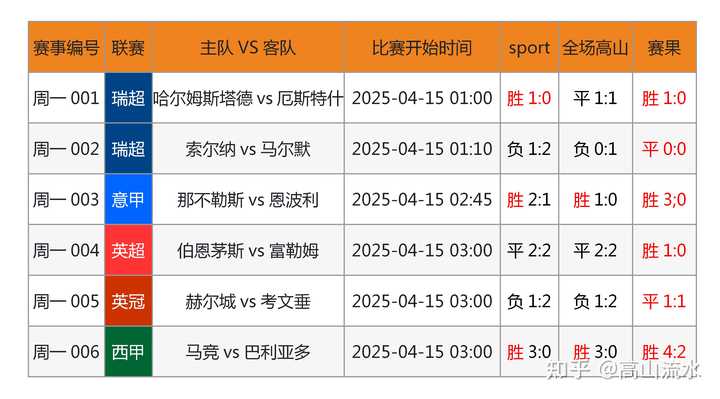 赛事编号 联赛 主队 VS 客队 比赛开始时间 sport 全场高山 赛果
周一 001 瑞超 哈尔姆斯塔德 vs 厄斯特什 2025-04-15 01:00 胜 1:0 平 1:1 胜 1:0
周一 002 瑞超 索尔纳 vs 马尔默 2025-04-15 01:10 负 1:2 负 0:1 平 0:0
周一 003 意甲 那不勒斯 vs 恩波利 2025-04-15 02:45 胜 2:1 胜 1:0 胜 3;0
周一 004 英超 伯恩茅斯 vs 富勒姆 2025-04-15 03:00 平 2:2 平 2:2 胜 1:0
周一 005 英冠 赫尔城 vs 考文垂 2025-04-15 03:00 负 1:2 负 1:2 平 1:1
周一 006 西甲 马竞 vs 巴利亚多 2025-04-15 03:00 胜 3:0 胜 3:0 胜 4:2
知乎 @高山流水